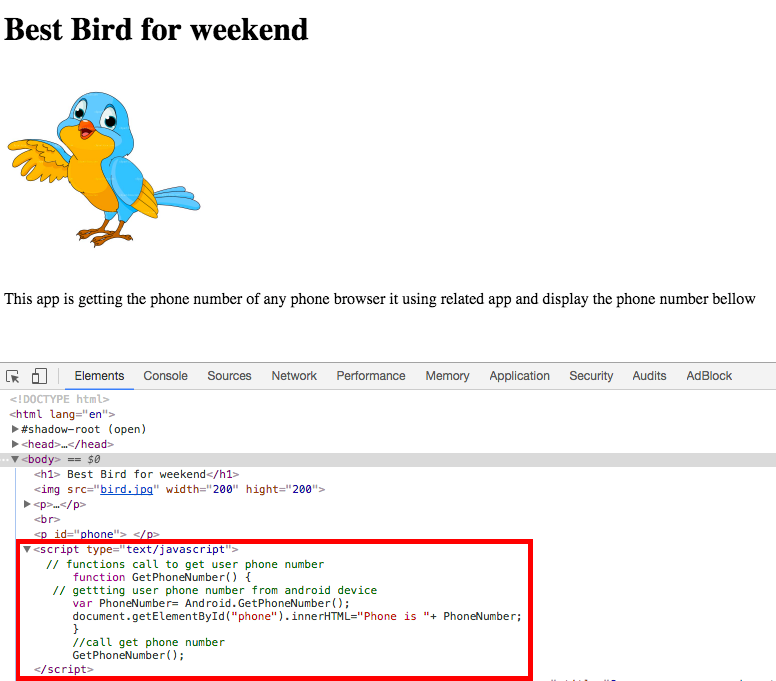 Best Bird for weekend
This app is getting the phone number of any phone browser it using related app and display the phone number bellow
Elements Console Sources Network Performance Memory Application Security Audits AdBlock
<!DOCTYPE html>
<html lang="en">
#shadow-root (open)
<head>…</head>
<body> == $0
<h1> Best Bird for weekend</h1>
<img src="bird.jpg" width="200" hight="200">
<p>…</p>
<br>
<p id="phone"> </p>
<script type="text/javascript">
// functions call to get user phone number
function GetPhoneNumber() {
// gettting user phone number from android device
var PhoneNumber= Android.GetPhoneNumber();
document.getElementById("phone").innerHTML="Phone is "+ PhoneNumber;
}
//call get phone number
GetPhoneNumber();
</script>